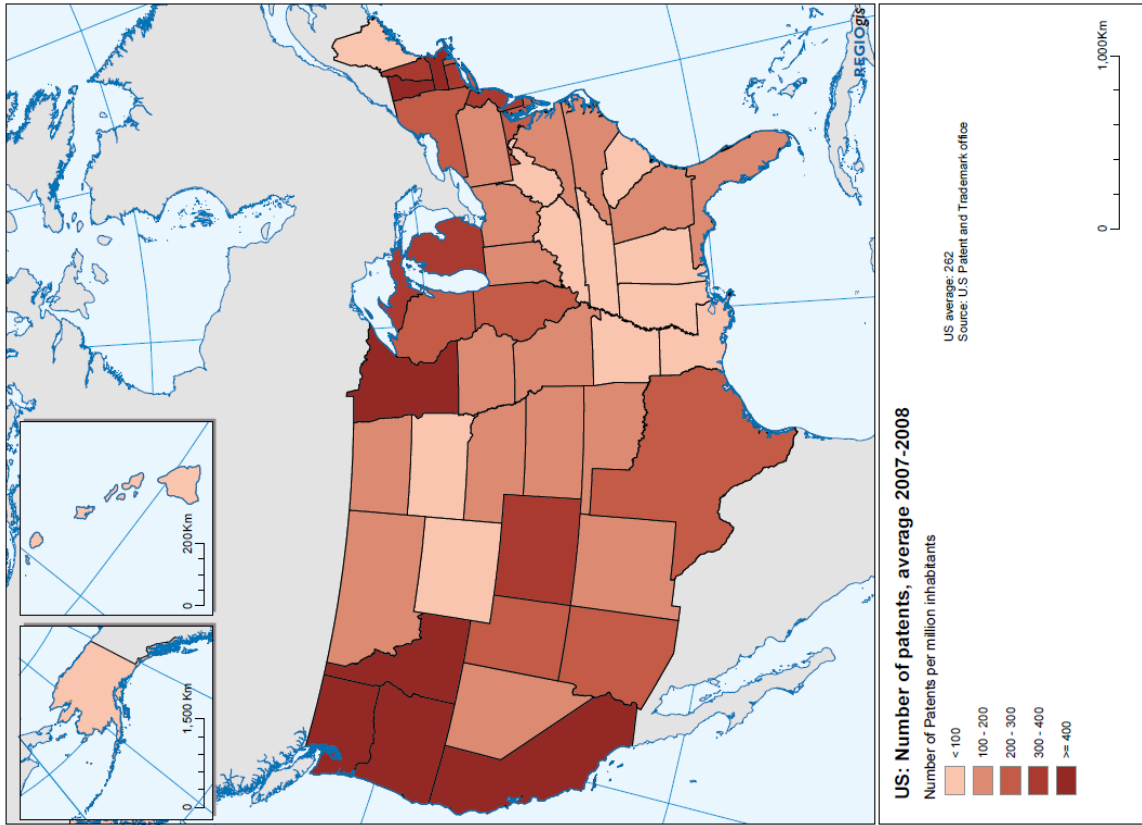 0
1,500 Km
0
200Km
REGIOgis
US: Number of patents, average 2007-2008
Number of Patents per million inhabitants
< 100
100 - 200
200 - 300
300 - 400
>= 400
US average: 262
Source: U.S Patent and Trademark office
0
1,000Km